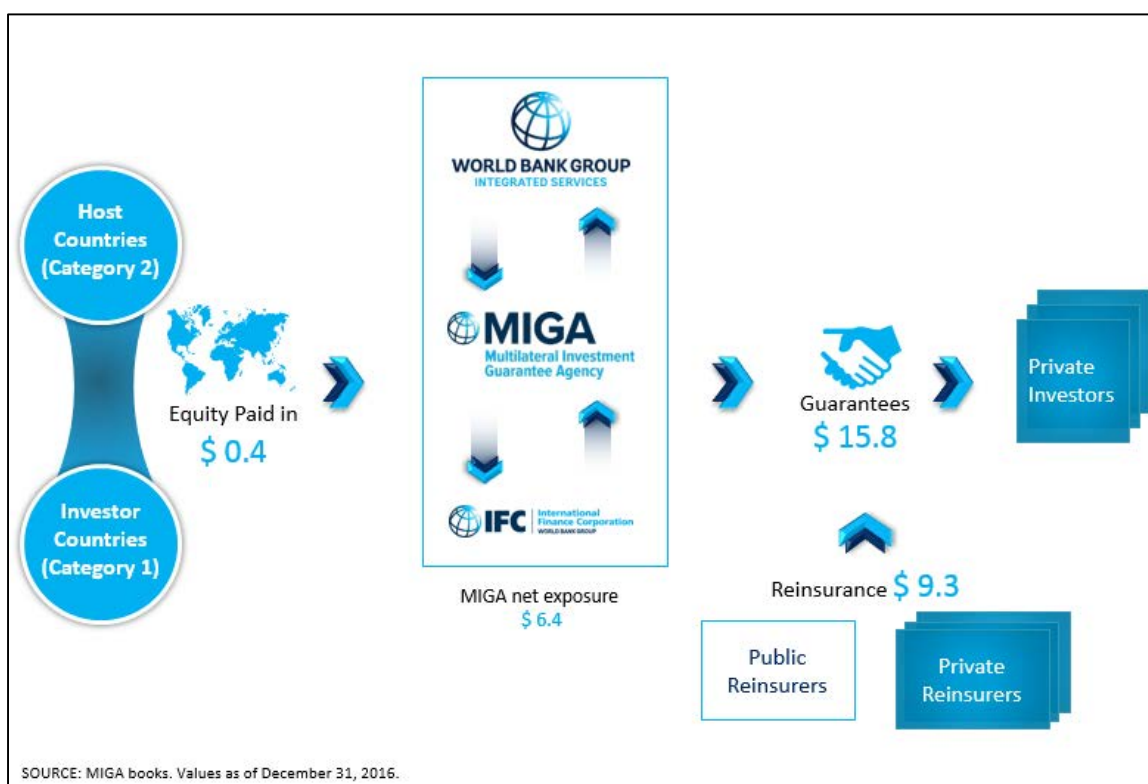 Host
Countries
(Category 2)
Equity Paid in
$ 0.4
Investor
Countries
(Category 1)
WORLD BANK GROUP
INTEGRATED SERVICES
MIGA
Multilateral Investment
Guarantee Agency
IFC
International
Finance Corporation
WORLD BANK GROUP
MIGA net exposure
$ 6.4
Guarantees
$ 15.8
Private
Investors
Reinsurance $ 9.3
Public
Reinsurers
Private
Reinsurers
SOURCE: MIGA books. Values as of December 31, 2016.